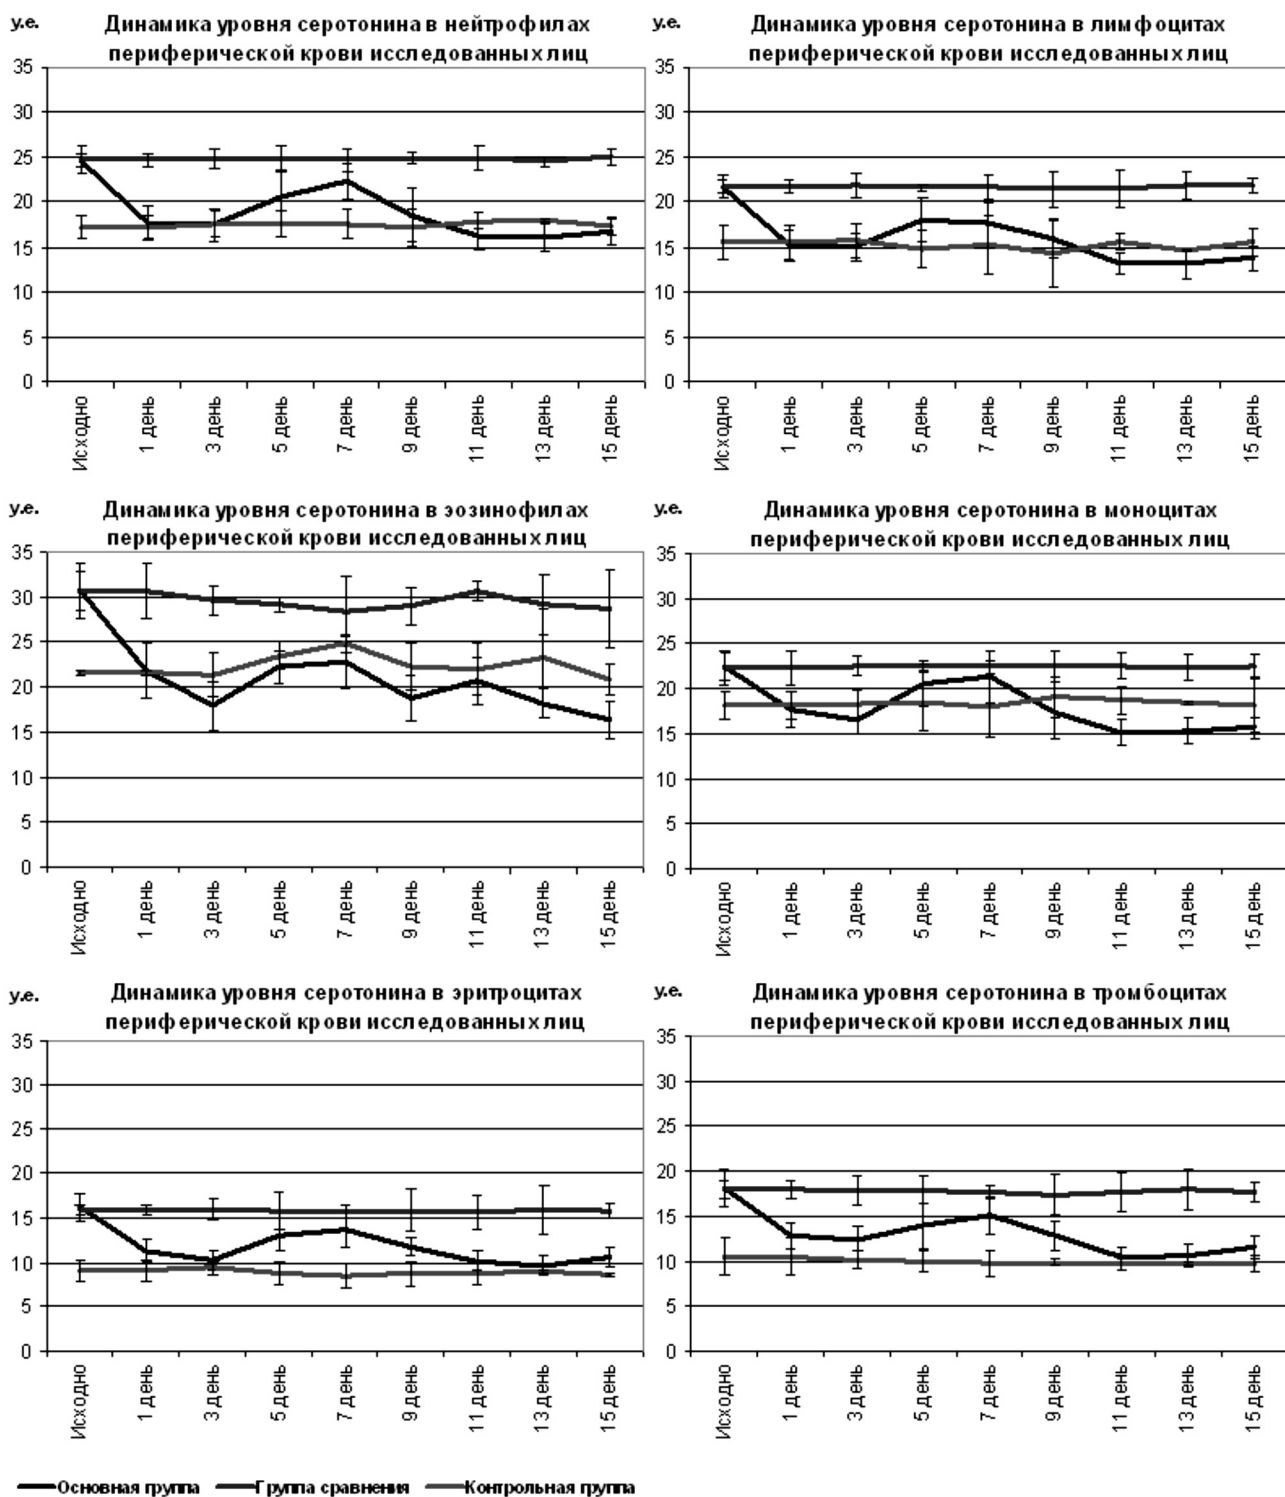 у.е.
Динамика уровня серотонина в нейтрофилах
периферической крови исследованных лиц
35
30
25
20
15
10
5
0
Исходно
1 день
3 день
5 день
7 день
9 день
11 день
13 день
15 день
у.е.
Динамика уровня серотонина в лимфоцитах
периферической крови исследованных лиц
35
30
25
20
15
10
5
0
Исходно
1 день
3 день
5 день
7 день
9 день
11 день
13 день
15 день
у.е.
Динамика уровня серотонина в эозинофилах
периферической крови исследованных лиц
35
30
25
20
15
10
5
0
Исходно
1 день
3 день
5 день
7 день
9 день
11 день
13 день
15 день
у.е.
Динамика уровня серотонина в моноцитах
периферической крови исследованных лиц
35
30
25
20
15
10
5
0
Исходно
1 день
3 день
5 день
7 день
9 день
11 день
13 день
15 день
у.е.
Динамика уровня серотонина в эритроцитах
периферической крови исследованных лиц
35
30
25
20
15
10
5
0
Исходно
1 день
3 день
5 день
7 день
9 день
11 день
13 день
15 день
у.е.
Динамика уровня серотонина в тромбоцитах
периферической крови исследованных лиц
35
30
25
20
15
10
5
0
Исходно
1 день
3 день
5 день
7 день
9 день
11 день
13 день
15 день
Основная группа Группа сравнения Контрольная группа